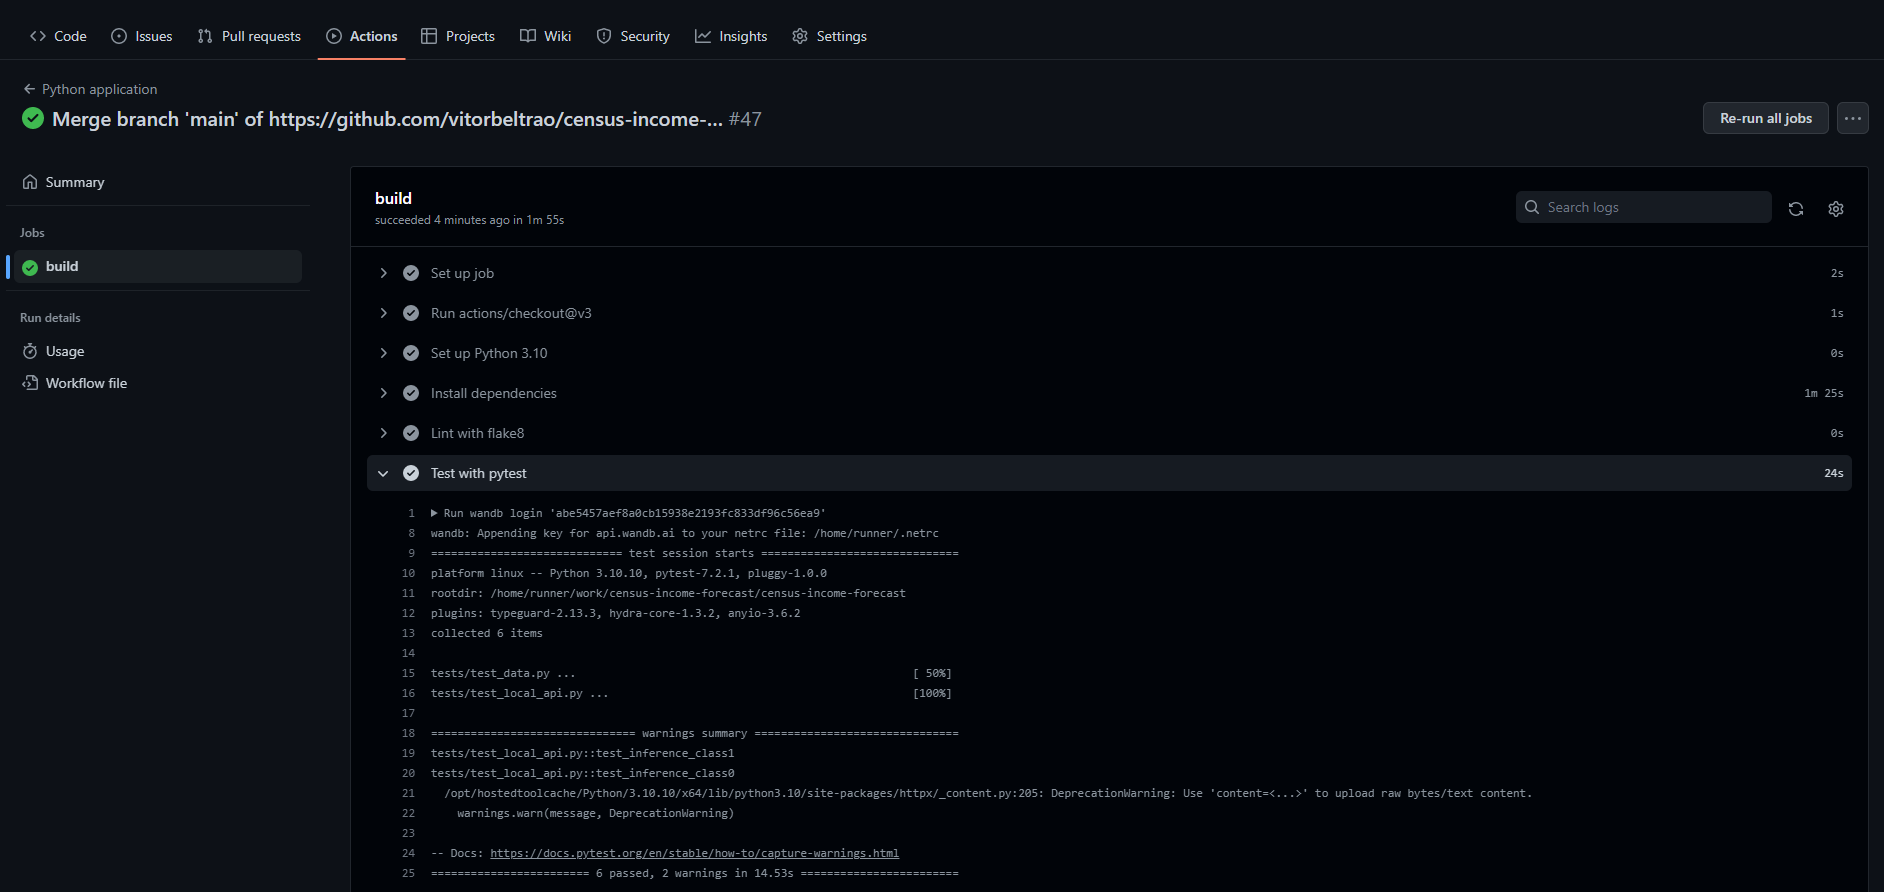 Code Issues Pull requests Actions Projects Wiki Security Insights Settings
Python application
Merge branch 'main' of https://github.com/vitorbeltrao/census-income-... #47
Re-run all jobs
Summary
Jobs
build
Run details
Usage
Workflow file
build
succeeded 4 minutes ago in 1m 55s
Search logs
Set up job 2s
Run actions/checkout@v3 1s
Set up Python 3.10 0s
Install dependencies 1m 25s
Lint with flake8 0s
Test with pytest 24s
1 Run wandb login 'abe5457aef8a0cb15938e2193fc833df96c56ea9'
8 wandb: Appending key for api.wandb.ai to your netrc file: /home/runner/.netrc
9 ============================= test session starts ==============================
10 platform linux -- Python 3.10.10, pytest-7.2.1, pluggy-1.0.0
11 rootdir: /home/runner/work/census-income-forecast/census-income-forecast
12 plugins: typeguard-2.13.3, hydra-core-1.3.2, anyio-3.6.2
13 collected 6 items
14
15 tests/test_data.py ... [ 50%]
16 tests/test_local_api.py ... [100%]
17
18 =============================== warnings summary ===============================
19 tests/test_local_api.py::test_inference_class1
20 tests/test_local_api.py::test_inference_class0
21 /opt/hostedtoolcache/Python/3.10.10/x64/lib/python3.10/site-packages/httpx/_content.py:205: DeprecationWarning: Use 'content=<...>' to upload raw bytes/text content.
22 warnings.warn(message, DeprecationWarning)
23
24 -- Docs: https://docs.pytest.org/en/stable/how-to/capture-warnings.html
25 ======================== 6 passed, 2 warnings in 14.53s ========================